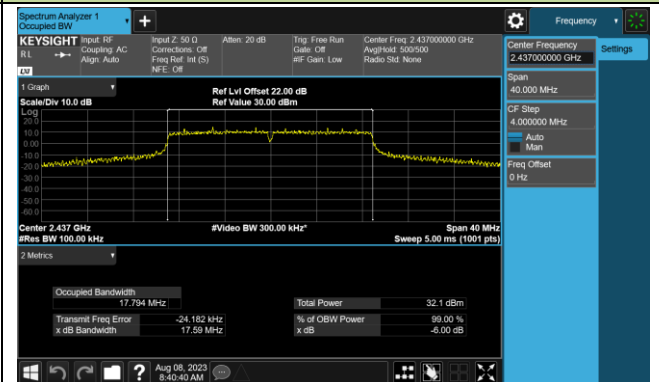 Spectrum Analyzer 1
Occupied BW
Frequency
KEYSIGHT
R L
Input: RF
Coupling: AC
Align: Auto
Input Z: 50 Ω
Corrections: Off
Freq Ref: Int (S)
NFE: Off
Atten: 20 dB
Trig: Free Run
Gate: Off
#IF Gain: Low
Center Freq: 2.437000000 GHz
Avg|Hold: 500/500
Radio Std: None
Center Frequency
2.437000000 GHz
Settings
Span
40.000 MHz
CF Step
4.000000 MHz
Auto
Man
Freq Offset
0 Hz
1 Graph
Scale/Div 10.0 dB
Ref Lvl Offset 22.00 dB
Ref Value 30.00 dBm
Log
20.0
10.0
0.00
-10.0
-20.0
-30.0
-40.0
-50.0
-60.0
Center 2.437 GHz
#Res BW 100.00 kHz
#Video BW 300.00 kHz*
Span 40 MHz
Sweep 5.00 ms (1001 pts)
2 Metrics
Occupied Bandwidth
17.794 MHz
Total Power 32.1 dBm
Transmit Freq Error -24.182 kHz
% of OBW Power 99.00 %
x dB Bandwidth 17.59 MHz
x dB -6.00 dB
?
Aug 08, 2023
8:40:40 AM